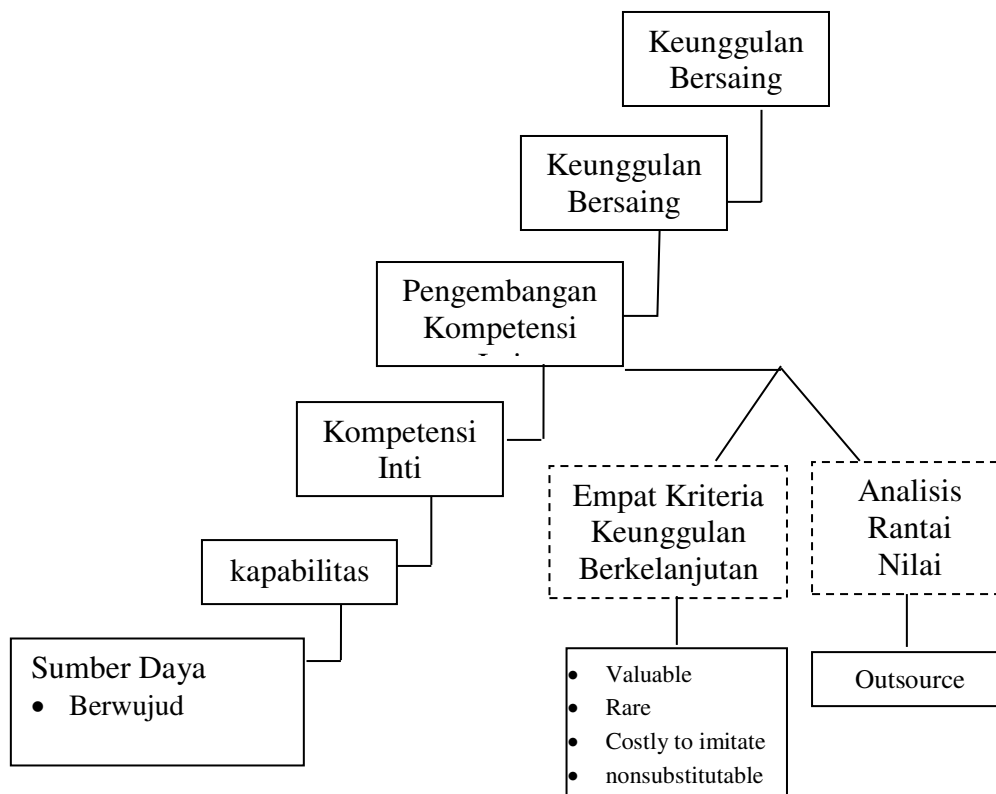 Keunggulan
Bersaing
Keunggulan
Bersaing
Pengembangan
Kompetensi
Kompetensi
Inti
Empat Kriteria
Keunggulan
Berkelanjutan
Analisis
Rantai
Nilai
kapabilitas
Sumber Daya
• Berwujud
• Valuable
• Rare
• Costly to imitate
• nonsubstitutable
Outsource